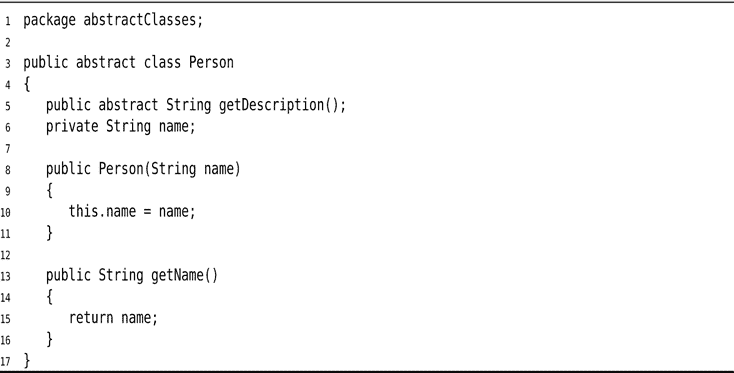 1 package abstractClasses;
2
3 public abstract class Person
4 {
5    public abstract String getDescription();
6    private String name;
7
8    public Person(String name)
9    {
10       this.name = name;
11    }
12
13    public String getName()
14    {
15       return name;
16    }
17 }